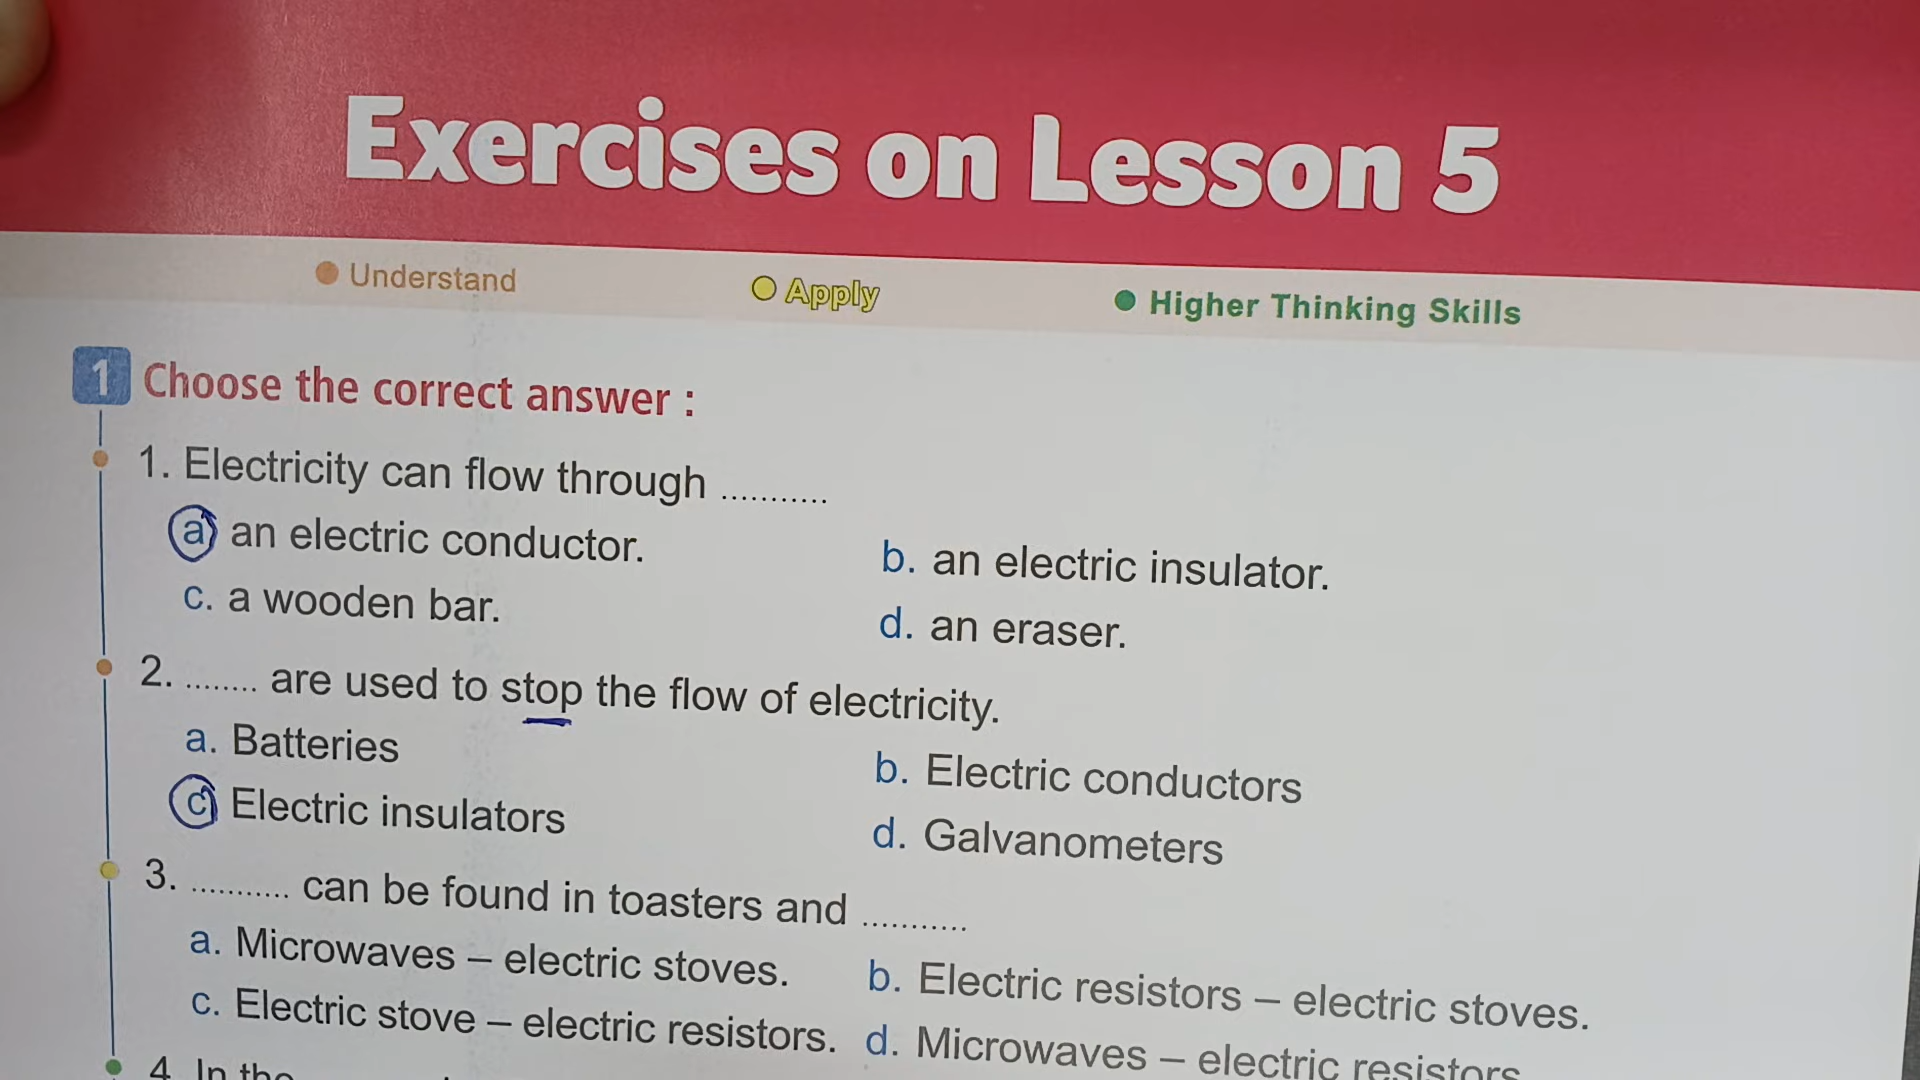 Exercises on Lesson 5
Understand Apply Higher Thinking Skills
1 Choose the correct answer :
1. Electricity can flow through ...........
a. an electric conductor. b. an electric insulator.
c. a wooden bar. d. an eraser.
2. ........ are used to stop the flow of electricity.
a. Batteries b. Electric conductors
c. Electric insulators d. Galvanometers
3. ........... can be found in toasters and ...........
a. Microwaves – electric stoves. b. Electric resistors – electric stoves.
c. Electric stove – electric resistors. d. Microwaves – electric resistors
4. In the